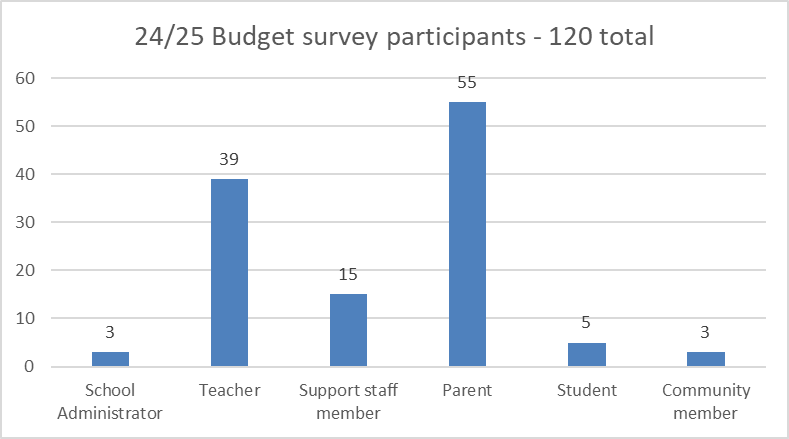 24/25 Budget survey participants - 120 total
60
50
40
30
20
10
0
3
39
15
55
5
3
School
Administrator
Teacher
Support staff
member
Parent
Student
Community
member